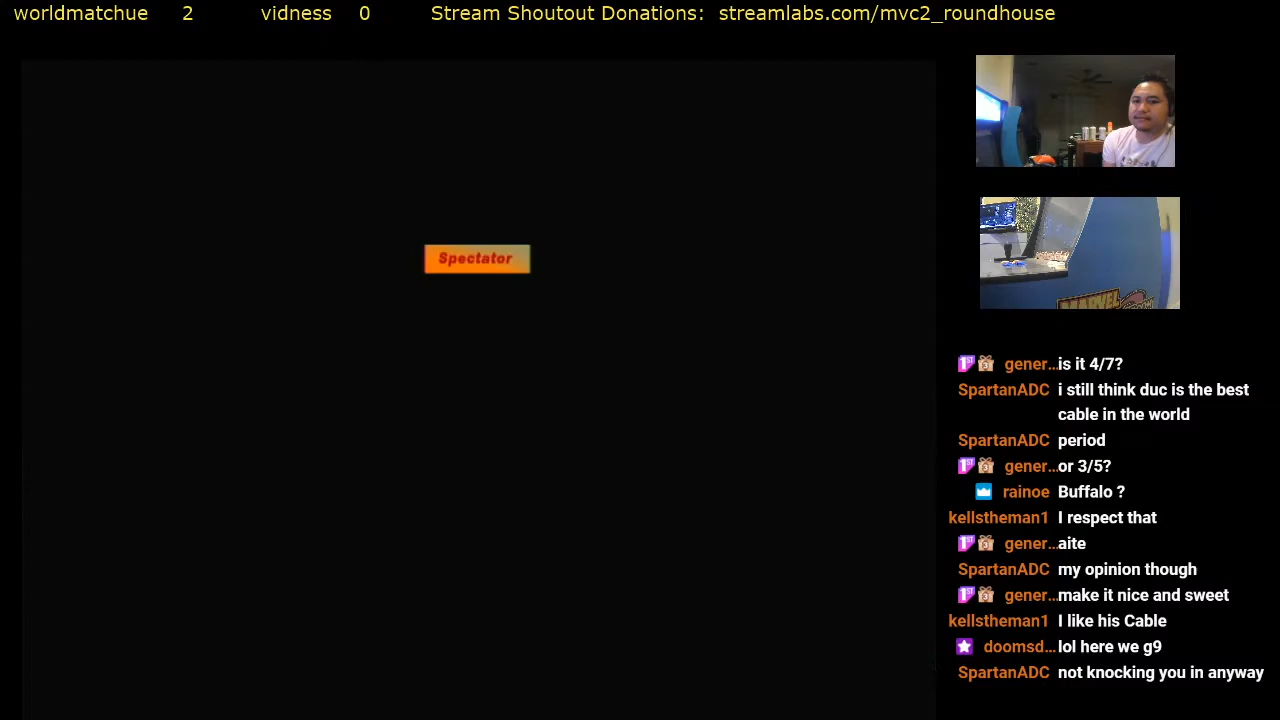 worldmatchue 2 vidness 0 Stream Shoutout Donations: streamlabs.com/mvc2_roundhouse
Spectator
MARVEL
gener... is it 4/7?
SpartanADC i still think duc is the best
cable in the world
SpartanADC period
gener... or 3/5?
rainoe Buffalo ?
kellstheman1 I respect that
gener... aite
SpartanADC my opinion though
gener... make it nice and sweet
kellstheman1 I like his Cable
doomsd... lol here we g9
SpartanADC not knocking you in anyway